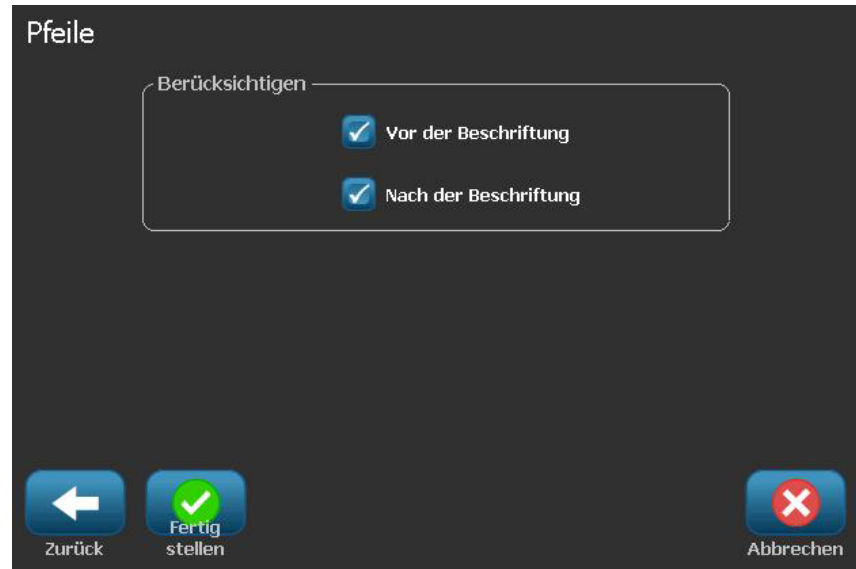 Pfeile
Berücksichtigen
Vor der Beschriftung
Nach der Beschriftung
Zurück
Fertig
stellen
Abbrechen